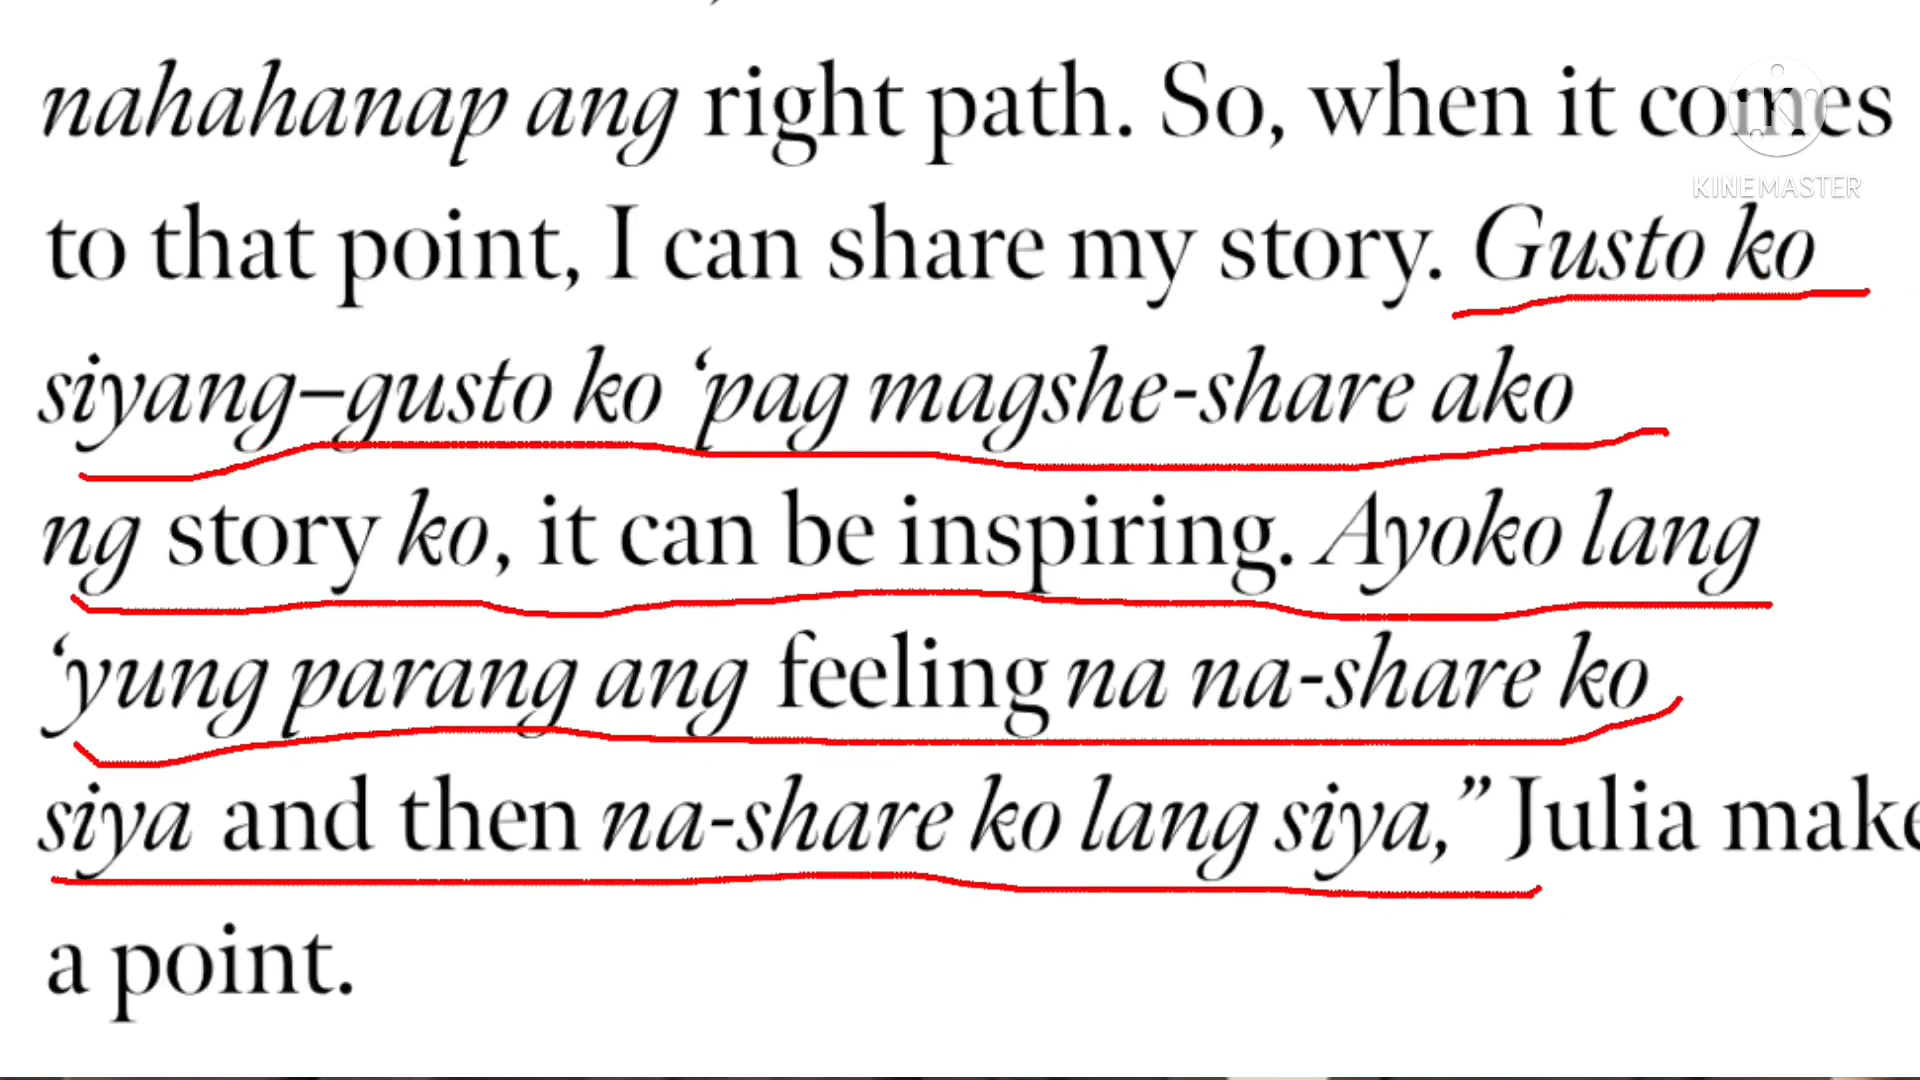 nahahanap ang right path. So, when it comes
KINEMASTER
to that point, I can share my story. Gusto ko
siyang–gusto ko ‘pag magshe-share ako
ng story ko, it can be inspiring. Ayoko lang
‘yung parang ang feeling na na-share ko
siya and then na-share ko lang siya,” Julia make
a point.